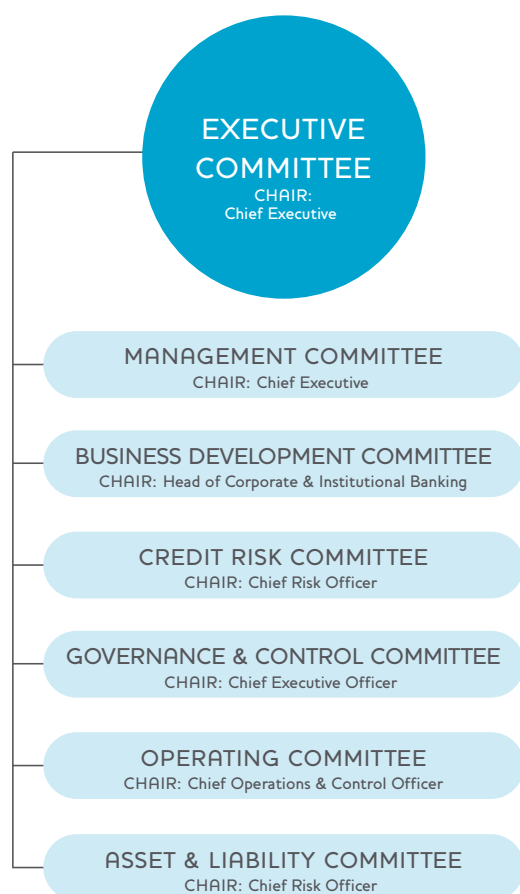 EXECUTIVE
COMMITTEE
CHAIR:
Chief Executive
MANAGEMENT COMMITTEE
CHAIR: Chief Executive
BUSINESS DEVELOPMENT COMMITTEE
CHAIR: Head of Corporate & Institutional Banking
CREDIT RISK COMMITTEE
CHAIR: Chief Risk Officer
GOVERNANCE & CONTROL COMMITTEE
CHAIR: Chief Executive Officer
OPERATING COMMITTEE
CHAIR: Chief Operations & Control Officer
ASSET & LIABILITY COMMITTEE
CHAIR: Chief Risk Officer